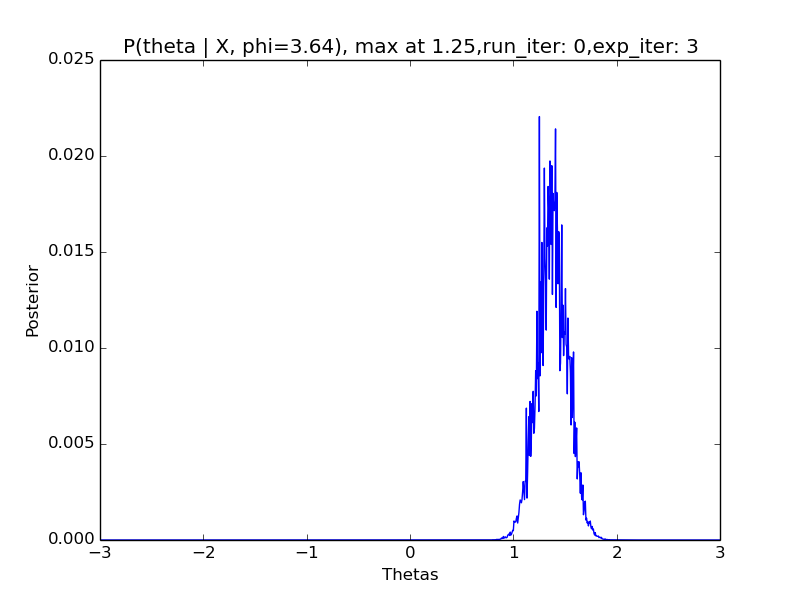 P(theta | X, phi=3.64), max at 1.25,run_iter: 0,exp_iter: 3
0.025
0.020
0.015
0.010
0.005
0.000
Posterior
−3 −2 −1 0 1 2 3
Thetas